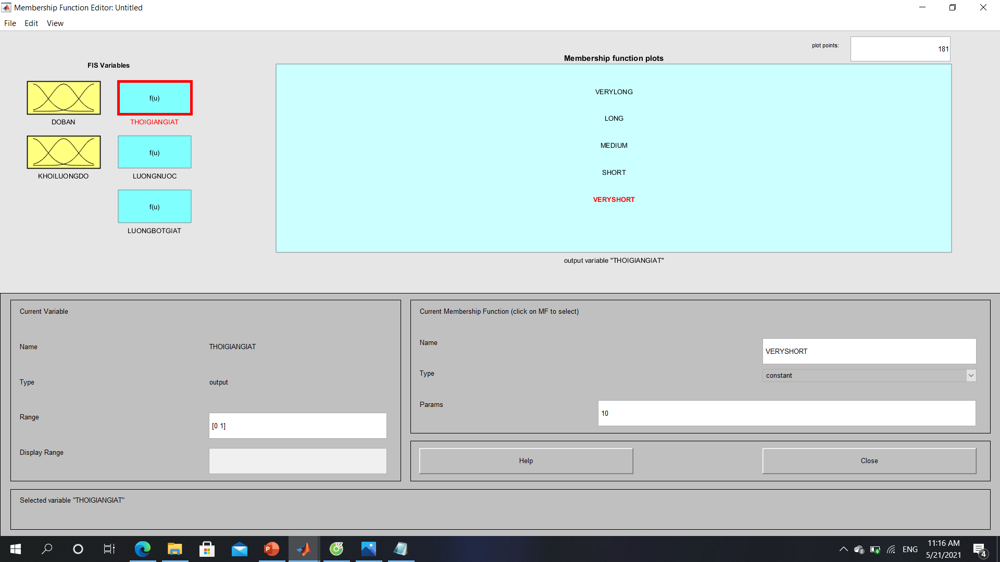 Membership Function Editor: Untitled
File Edit View
plot points:
181
Membership function plots
FIS Variables
f(u)
DOBAN
THOIGIANGIAT
f(u)
KHOILUONGDO
LUONGNUOC
f(u)
LUONGBOTGIAT
VERYLONG
LONG
MEDIUM
SHORT
VERYSHORT
output variable "THOIGIANGIAT"
Current Variable
Name THOIGIANGIAT
Type output
Range [0 1]
Display Range
Current Membership Function (click on MF to select)
Name VERYSHORT
Type constant
Params 10
Help Close
Selected variable "THOIGIANGIAT"
ENG
11:16 AM
5/21/2021
4